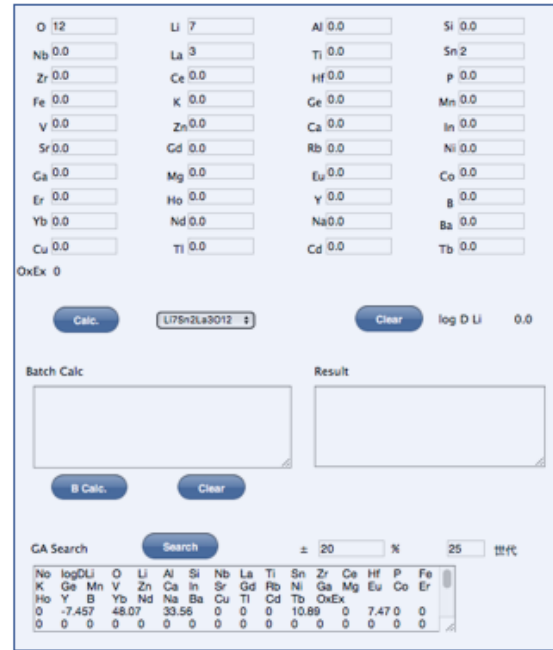 O 12 Li 7 Al 0.0 Si 0.0
Nb 0.0 La 3 Ti 0.0 Sn 2
Zr 0.0 Ce 0.0 Hf 0.0 P 0.0
Fe 0.0 K 0.0 Ge 0.0 Mn 0.0
V 0.0 Zn 0.0 Ca 0.0 In 0.0
Sr 0.0 Gd 0.0 Rb 0.0 Ni 0.0
Ga 0.0 Mg 0.0 Eu 0.0 Co 0.0
Er 0.0 Ho 0.0 Y 0.0 B 0.0
Yb 0.0 Nd 0.0 Na 0.0 Ba 0.0
Cu 0.0 Tl 0.0 Cd 0.0 Tb 0.0
OxEx 0
Calc. Li7Sn2La3O12 Clear log D Li 0.0
Batch Calc Result
B Calc. Clear
GA Search Search ± 20 % 25 世代
No logDLi O Li Al Si Nb La Ti Sn Zr Ce Hf P Fe
K Ge Mn V Zn Ca In Sr Gd Rb Ni Ga Mg Eu Co Er
Ho Y B Yb Nd Na Ba Cu Tl Cd Tb OxEx
0 -7.457 48.07 33.56 0 0 0 10.89 0 7.47 0 0
0 0 0 0 0 0 0 0 0 0 0 0 0 0 0